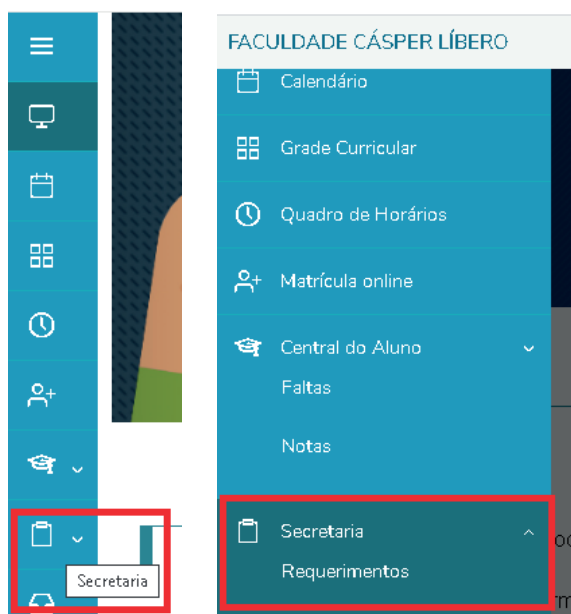 Secretaria
FACULDADE CÁSPER LÍBERO
Calendário
Grade Curricular
Quadro de Horários
Matrícula online
Central do Aluno
Faltas
Notas
Secretaria
Requerimentos